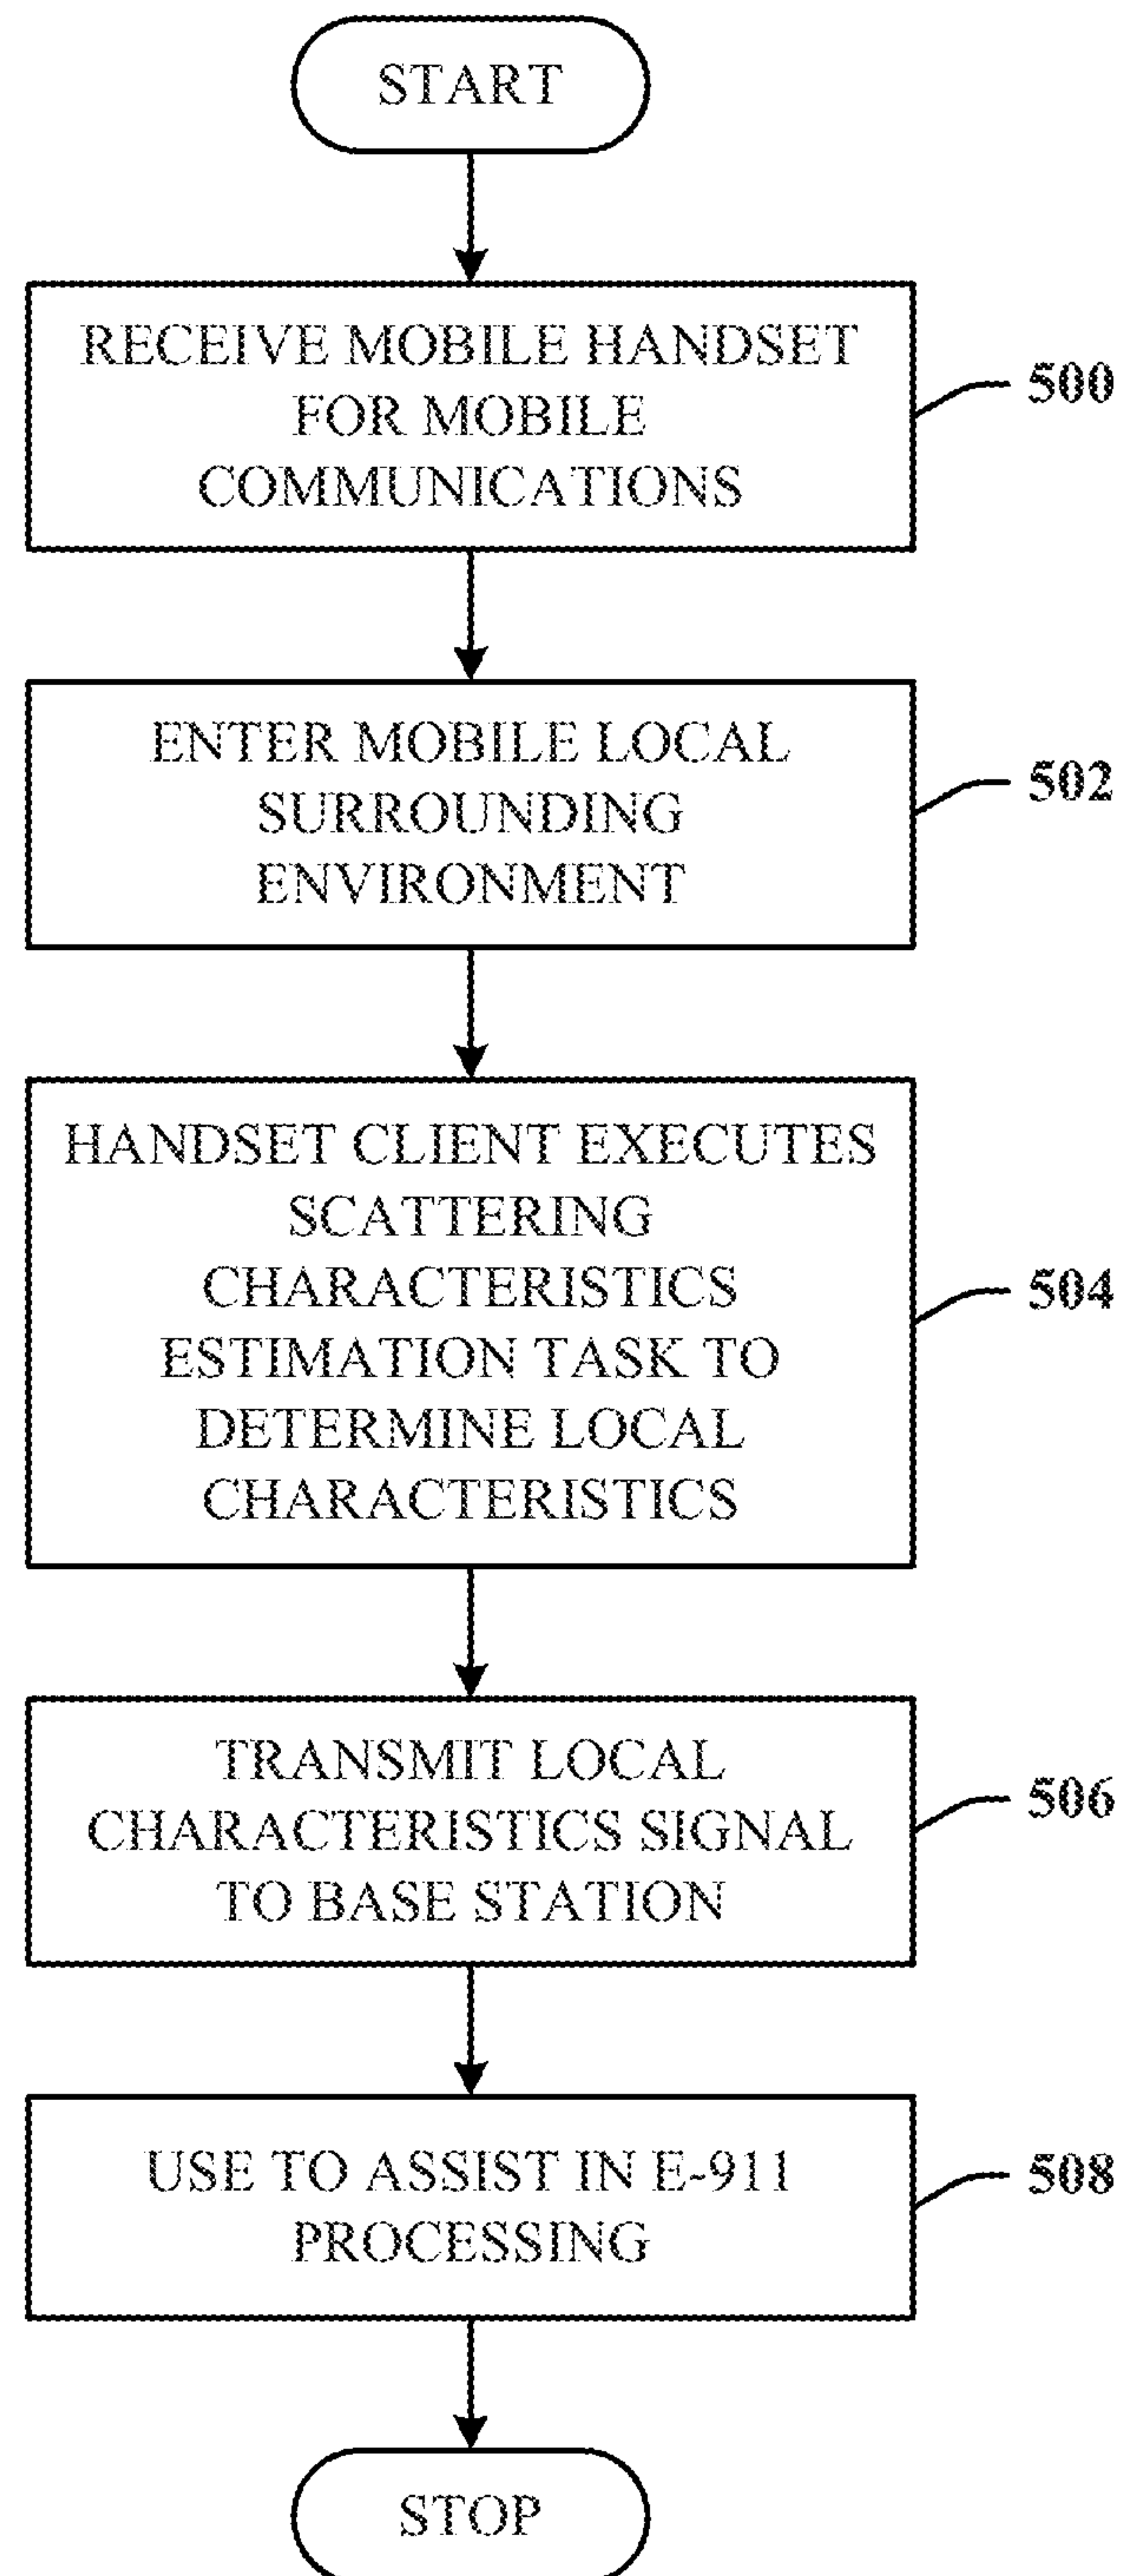 START
RECEIVE MOBILE HANDSET
FOR MOBILE
COMMUNICATIONS
500
ENTER MOBILE LOCAL
SURROUNDING
ENVIRONMENT
502
HANDSET CLIENT EXECUTES
SCATTERING
CHARACTERISTICS
ESTIMATION TASK TO
DETERMINE LOCAL
CHARACTERISTICS
504
TRANSMIT LOCAL
CHARACTERISTICS SIGNAL
TO BASE STATION
506
USE TO ASSIST IN E-911
PROCESSING
508
STOP